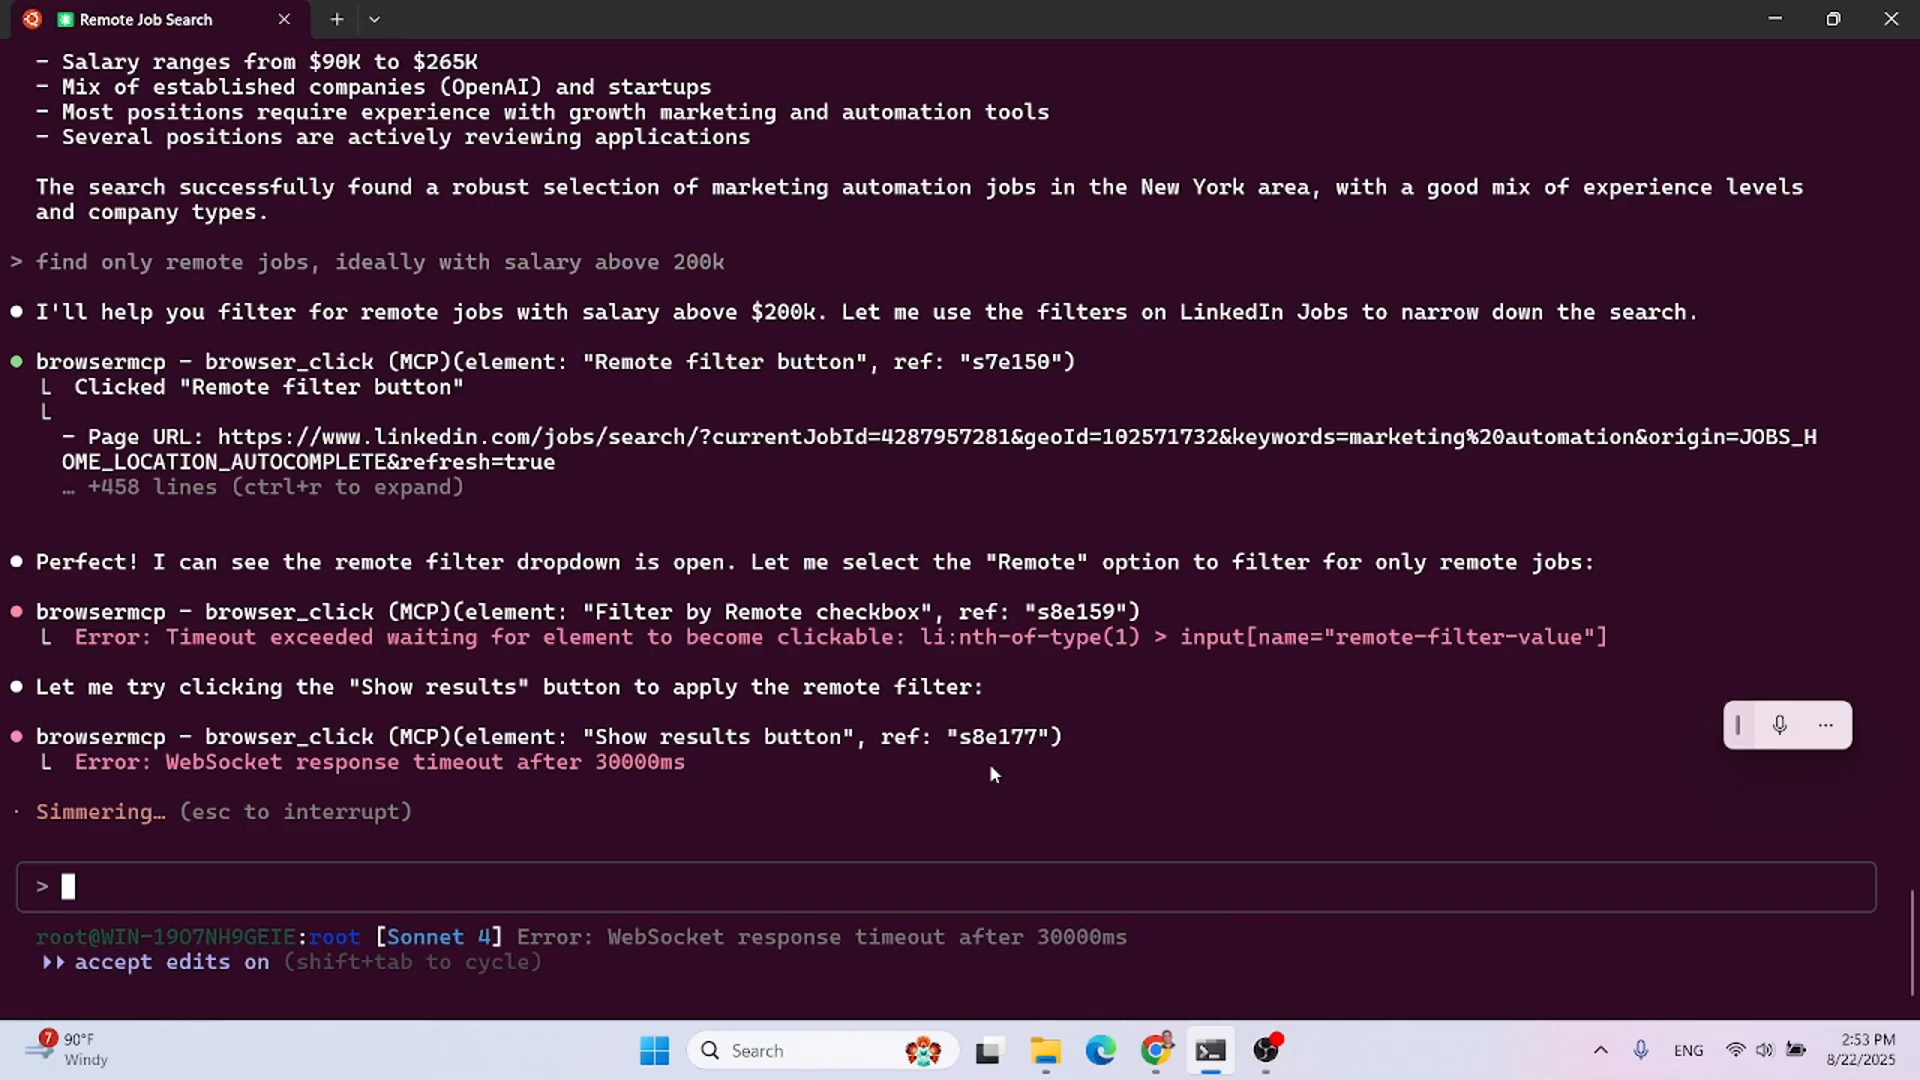 Remote Job Search
- Salary ranges from $90K to $265K
- Mix of established companies (OpenAI) and startups
- Most positions require experience with growth marketing and automation tools
- Several positions are actively reviewing applications
The search successfully found a robust selection of marketing automation jobs in the New York area, with a good mix of experience levels
and company types.
> find only remote jobs, ideally with salary above 200k
● I'll help you filter for remote jobs with salary above $200k. Let me use the filters on LinkedIn Jobs to narrow down the search.
● browsermcp - browser_click (MCP)(element: "Remote filter button", ref: "s7e150")
⎿ Clicked "Remote filter button"
⎿
- Page URL: https://www.linkedin.com/jobs/search/?currentJobId=4287957281&geoId=102571732&keywords=marketing%20automation&origin=JOBS_H
OME_LOCATION_AUTOCOMPLETE&refresh=true
… +458 lines (ctrl+r to expand)
● Perfect! I can see the remote filter dropdown is open. Let me select the "Remote" option to filter for only remote jobs:
● browsermcp - browser_click (MCP)(element: "Filter by Remote checkbox", ref: "s8e159")
⎿ Error: Timeout exceeded waiting for element to become clickable: li:nth-of-type(1) > input[name="remote-filter-value"]
● Let me try clicking the "Show results" button to apply the remote filter:
● browsermcp - browser_click (MCP)(element: "Show results button", ref: "s8e177")
⎿ Error: WebSocket response timeout after 30000ms
· Simmering… (esc to interrupt)
>
root@WIN-19O7NH9GEIE:root [Sonnet 4] Error: WebSocket response timeout after 30000ms
⏵⏵ accept edits on (shift+tab to cycle)
7
90°F
Windy
Search
ENG
2:53 PM
8/22/2025